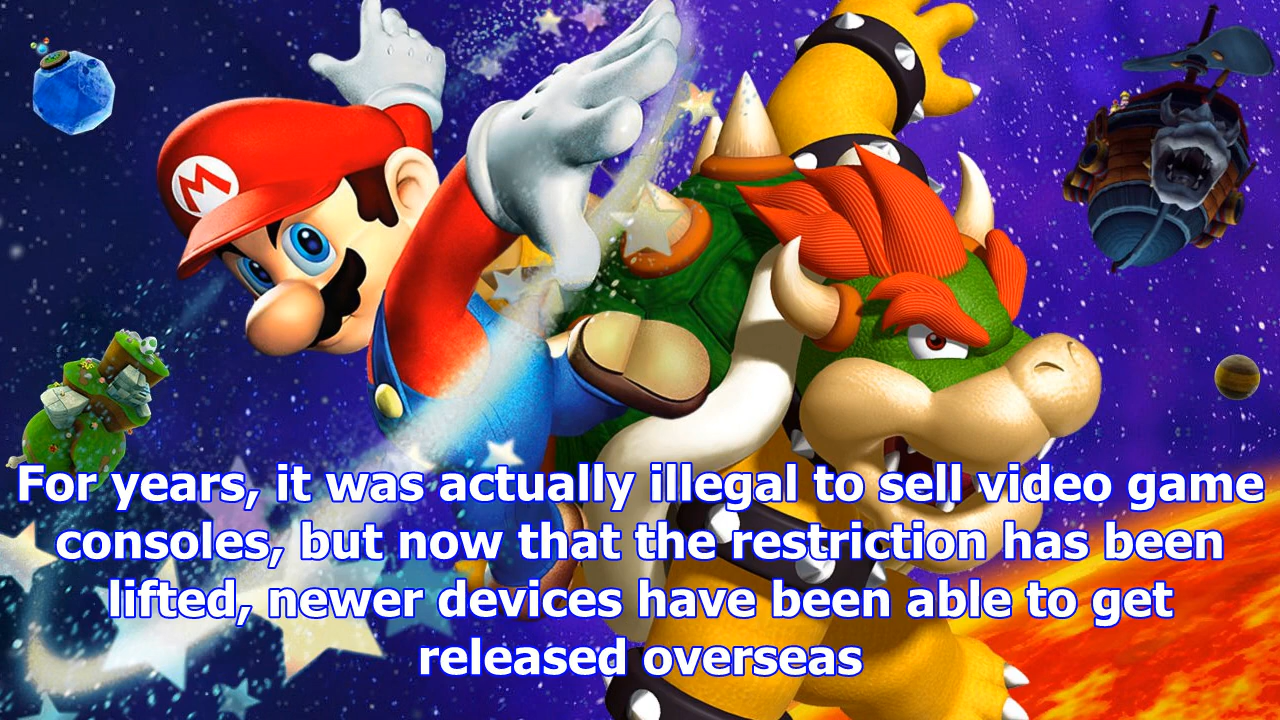 M
For years, it was actually illegal to sell video game
consoles, but now that the restriction has been
lifted, newer devices have been able to get
released overseas